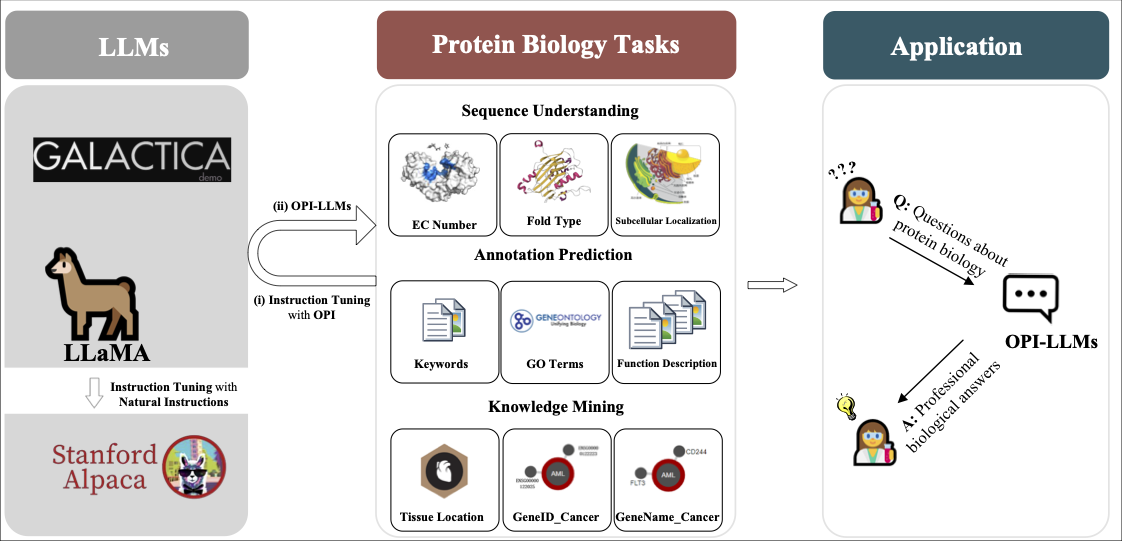 LLMs
Protein Biology Tasks
Application
GALACTICA
demo
LLaMA
Instruction Tuning with
Natural Instructions
Stanford
Alpaca
(ii) OPI-LLMs
(i) Instruction Tuning
with OPI
Sequence Understanding
EC Number
Fold Type
Subcellular Localization
Annotation Prediction
Keywords
GENEONTOLOGY
Unifying Biology
GO Terms
Function Description
Knowledge Mining
Tissue Location
AML
GeneID_Cancer
CD244
AML
FLT3
GeneName_Cancer
???
Q: Questions about
protein biology
OPI-LLMs
A: Professional
biological answers